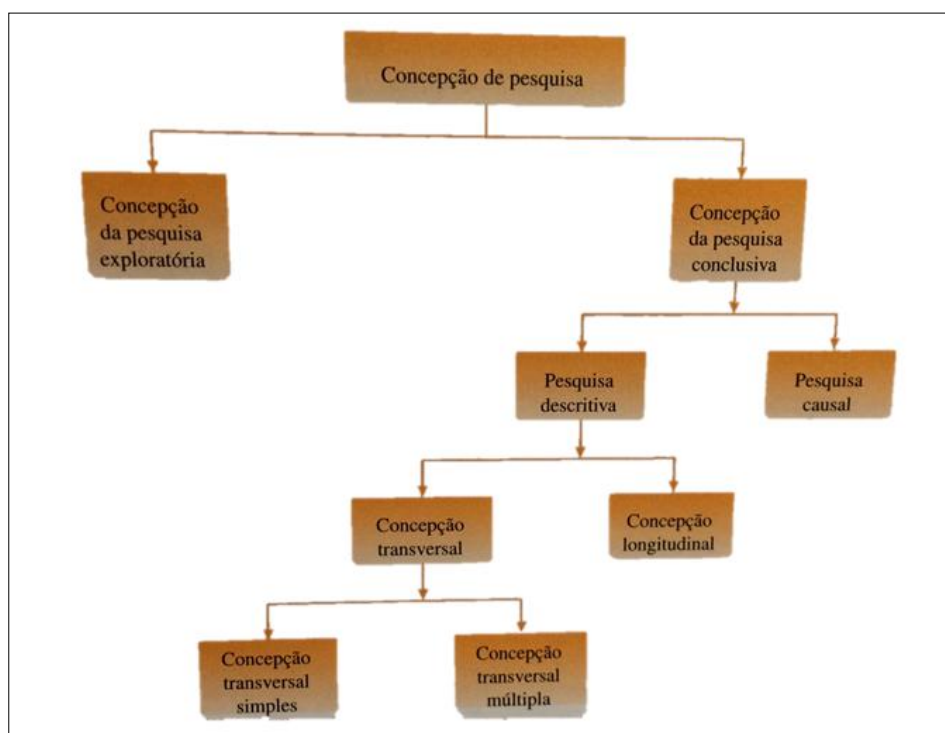 Concepção de pesquisa
Concepção
da pesquisa
exploratória
Concepção
da pesquisa
conclusiva
Pesquisa
descritiva
Pesquisa
causal
Concepção
transversal
Concepção
longitudinal
Concepção
transversal
simples
Concepção
transversal
múltipla